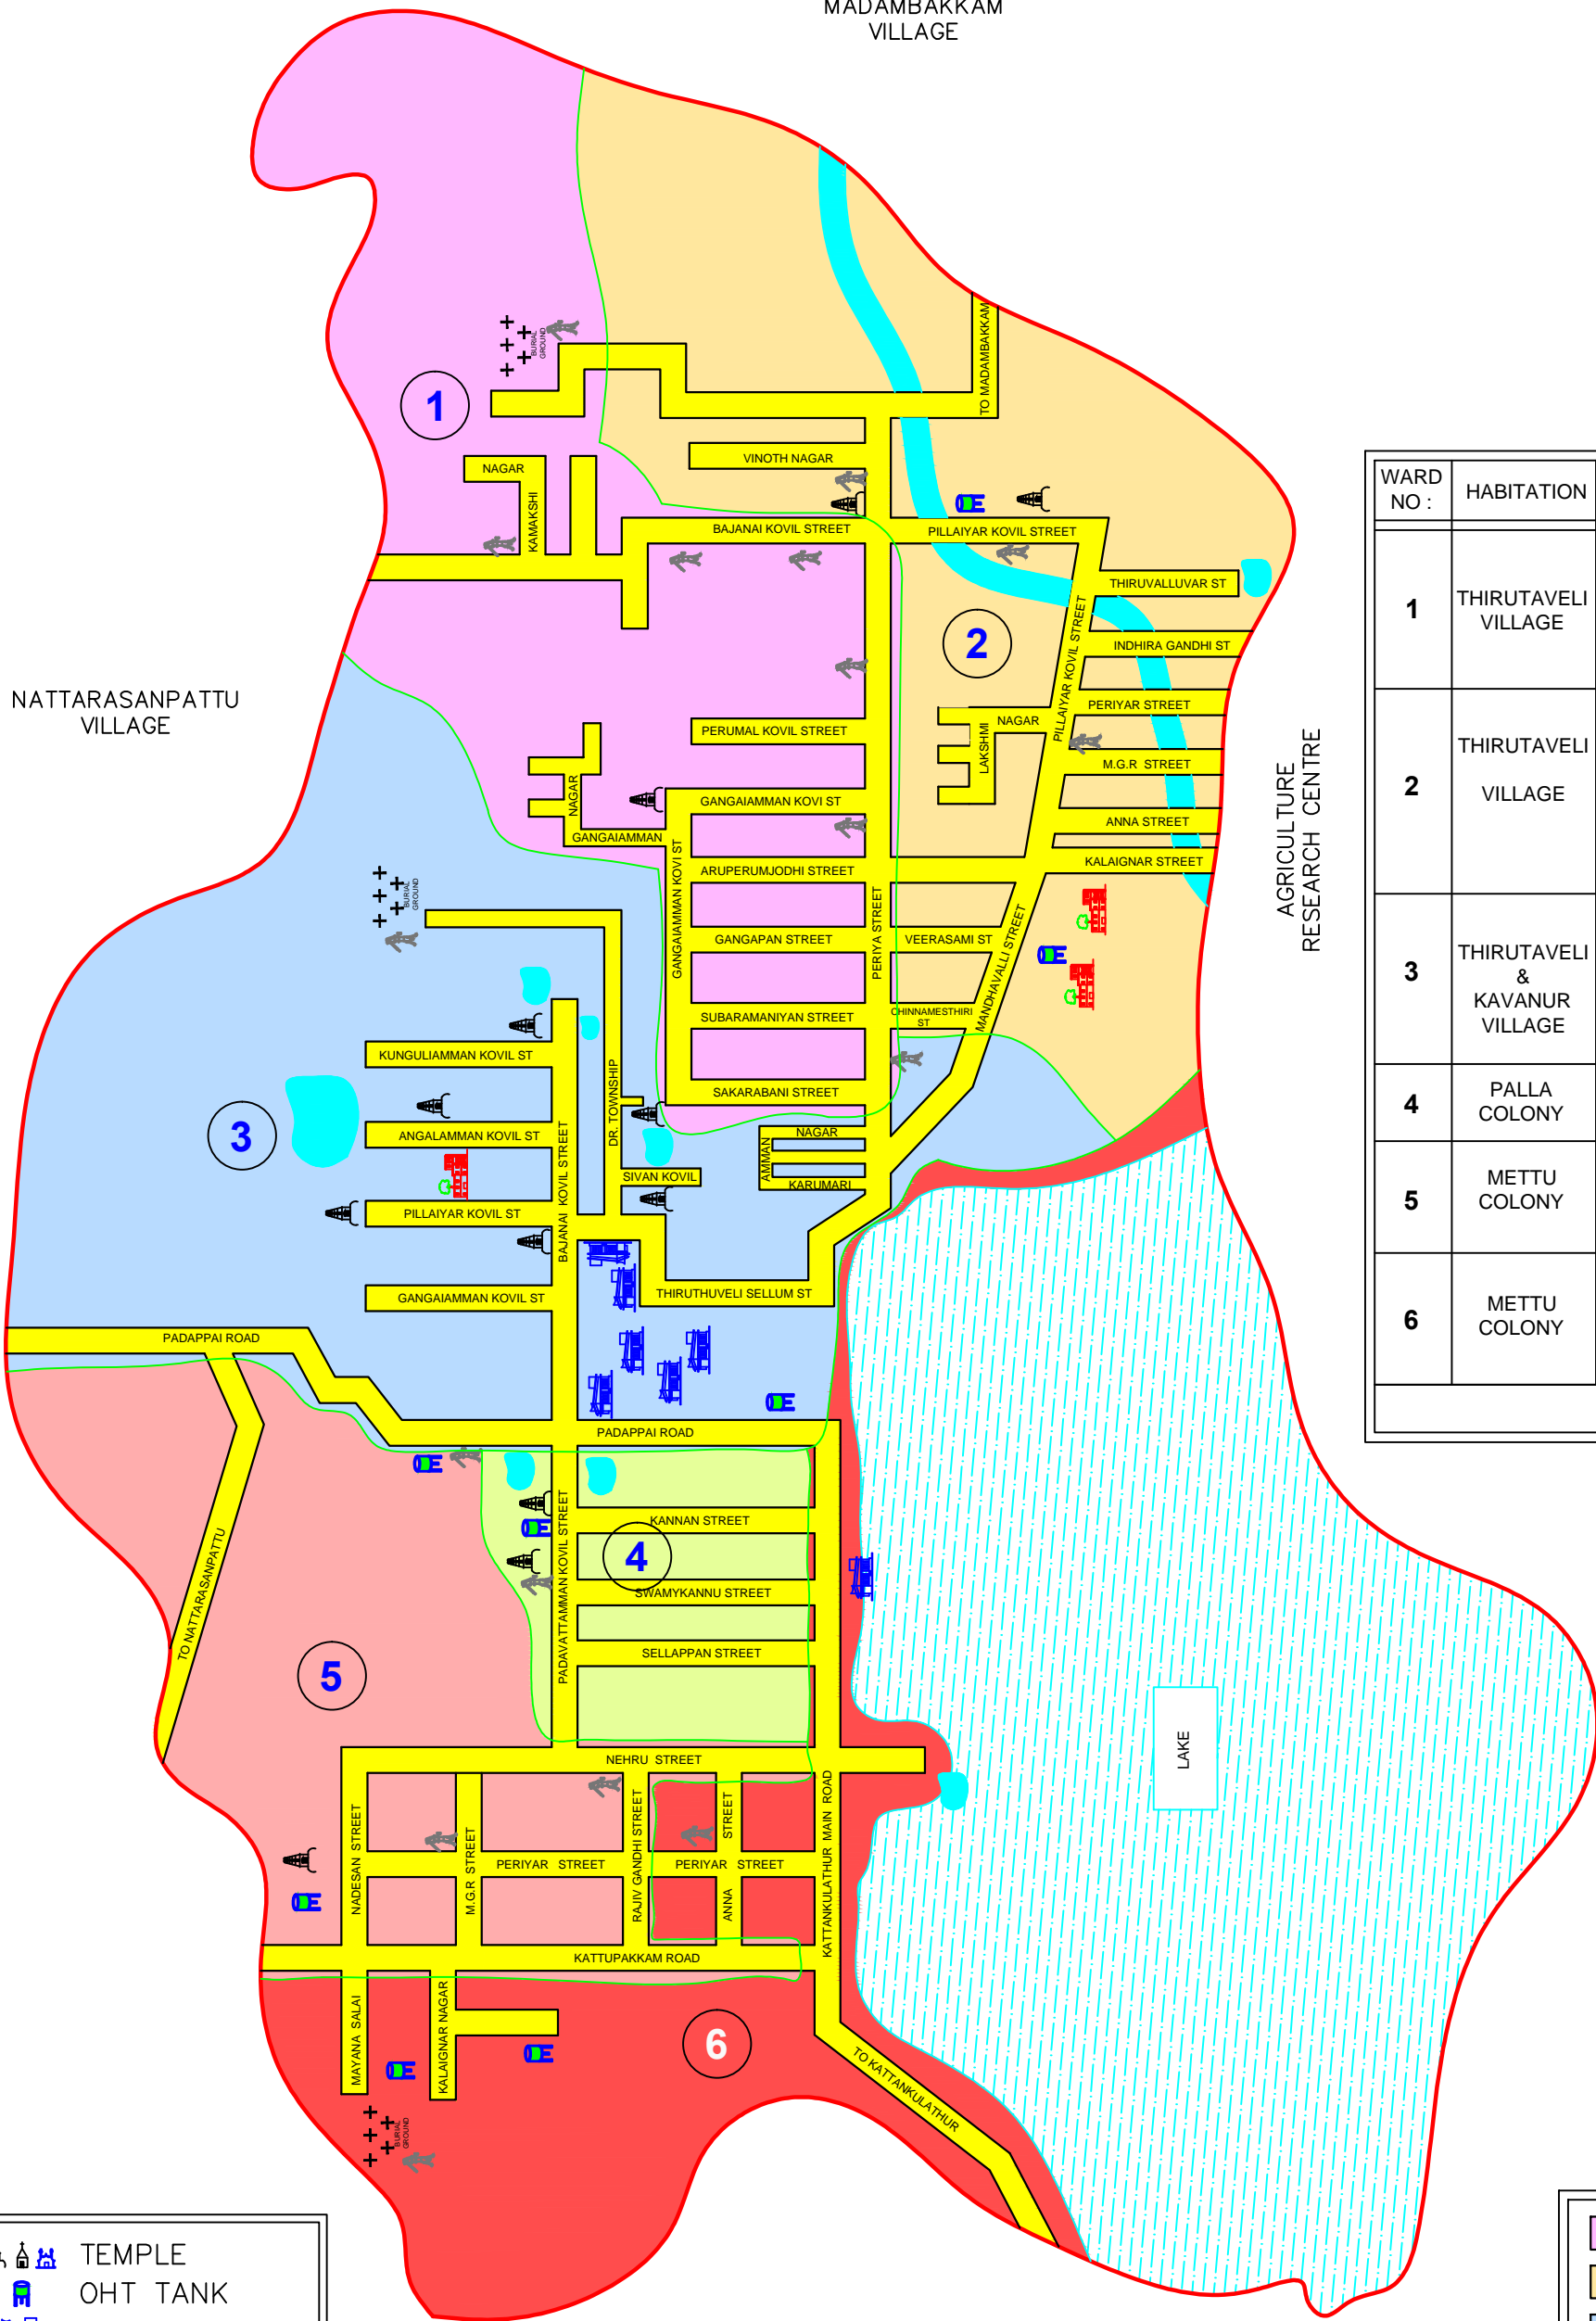 MADAMBAKKAM
VILLAGE
TO MADAMBAKKAM
BURIAL
GROUND
1
NAGAR
KAMAKSHI
VINOTH NAGAR
BAJANAI KOVIL STREET
PILLAIYAR KOVIL STREET
THIRUVALLUVAR ST
INDHIRA GANDHI ST
2
PILLAIYAR KOVIL STREET
PERIYAR STREET
NAGAR
LAKSHMI
M.G.R STREET
ANNA STREET
KALAIGNAR STREET
NATTARASANPATTU
VILLAGE
PERUMAL KOVIL STREET
NAGAR
GANGAIAMMAN
GANGAIAMMAN KOVI ST
GANGAIAMMAN KOVI ST
ARUPERUMJODHI STREET
PERIYA STREET
GANGAPAN STREET
VEERASAMI ST
MANDHAVALLI STREET
SUBARAMANIYAN STREET
CHINNAMESTHIRI
ST
SAKARABANI STREET
AGRICULTURE
RESEARCH CENTRE
BURIAL
GROUND
KUNGULIAMMAN KOVIL ST
DR. TOWNSHIP
3
ANGALAMMAN KOVIL ST
BAJANAI KOVIL STREET
NAGAR
AMMAN
KARUMARI
SIVAN KOVIL
PILLAIYAR KOVIL ST
GANGAIAMMAN KOVIL ST
THIRUTHUVELI SELLUM ST
PADAPPAI ROAD
PADAPPAI ROAD
TO NATTARASANPATTU
PADAVATTAMMAN KOVIL STREET
KANNAN STREET
4
SWAMYKANNU STREET
SELLAPPAN STREET
5
NEHRU STREET
LAKE
NADESAN STREET
M.G.R STREET
PERIYAR STREET
RAJIV GANDHI STREET
PERIYAR STREET
STREET
ANNA
KATTANKULATHUR MAIN ROAD
KATTUPAKKAM ROAD
MAYANA SALAI
KALAIGNAR NAGAR
6
TO KATTANKULATHUR
BURIAL
GROUND
WARD
NO :
HABITATION
1
THIRUTAVELI
VILLAGE
2
THIRUTAVELI
VILLAGE
3
THIRUTAVELI
&
KAVANUR
VILLAGE
4
PALLA
COLONY
5
METTU
COLONY
6
METTU
COLONY
TEMPLE
OHT TANK